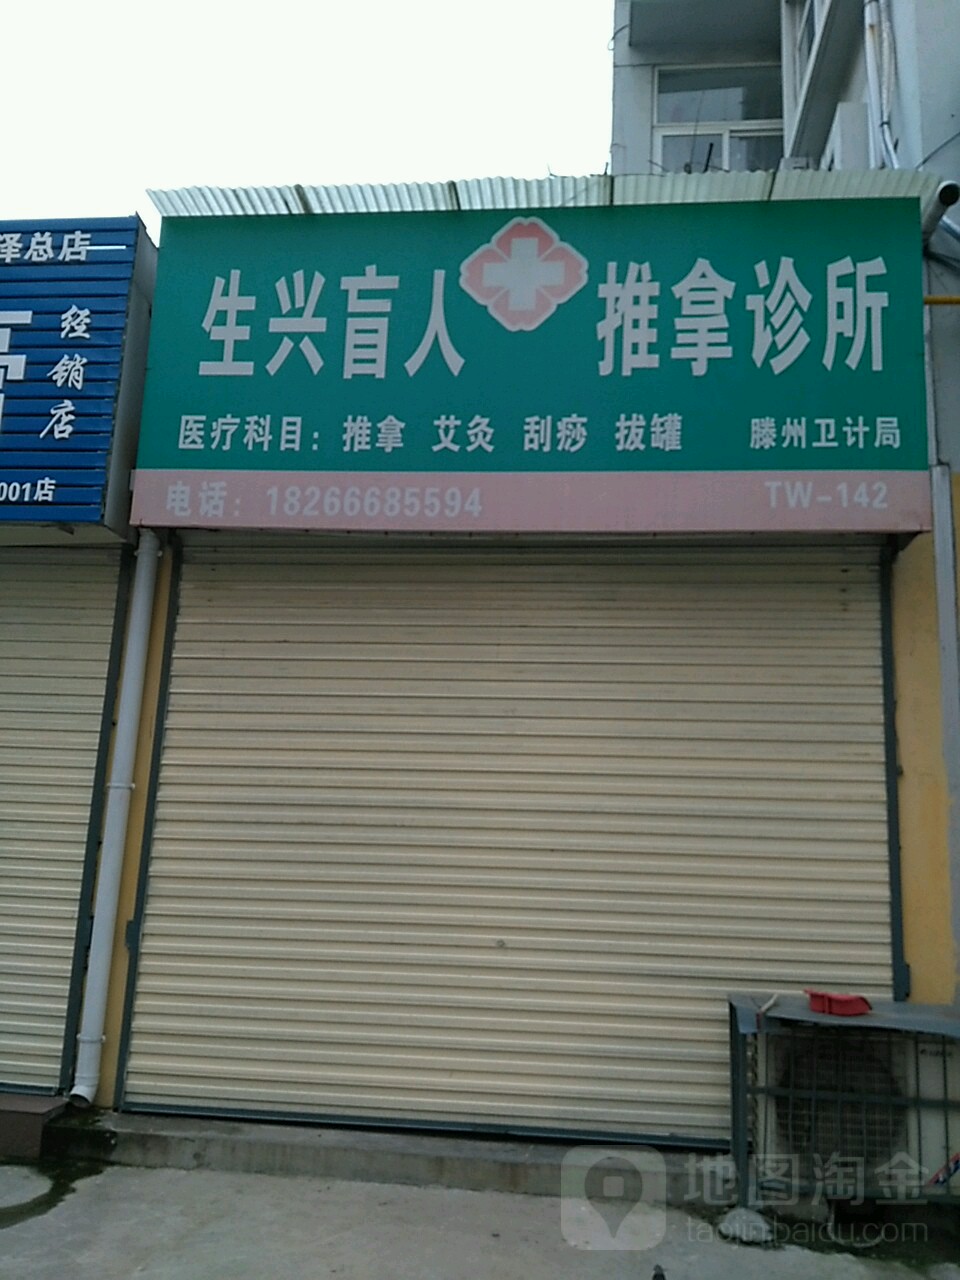 泽总店
经销店
001店
生兴盲人推拿诊所
医疗科目：推拿 艾灸 刮痧 拔罐 滕州卫计局
电话：18266685594 TW-142
地图淘金
taojin.baidu.com